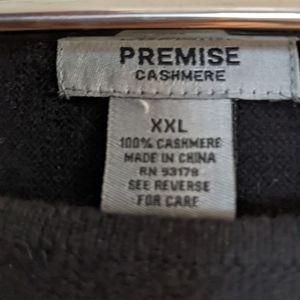 PREMISE
CASHMERE
XXL
100% CASHMERE
MADE IN CHINA
RN 93179
SEE REVERSE
FOR CARE